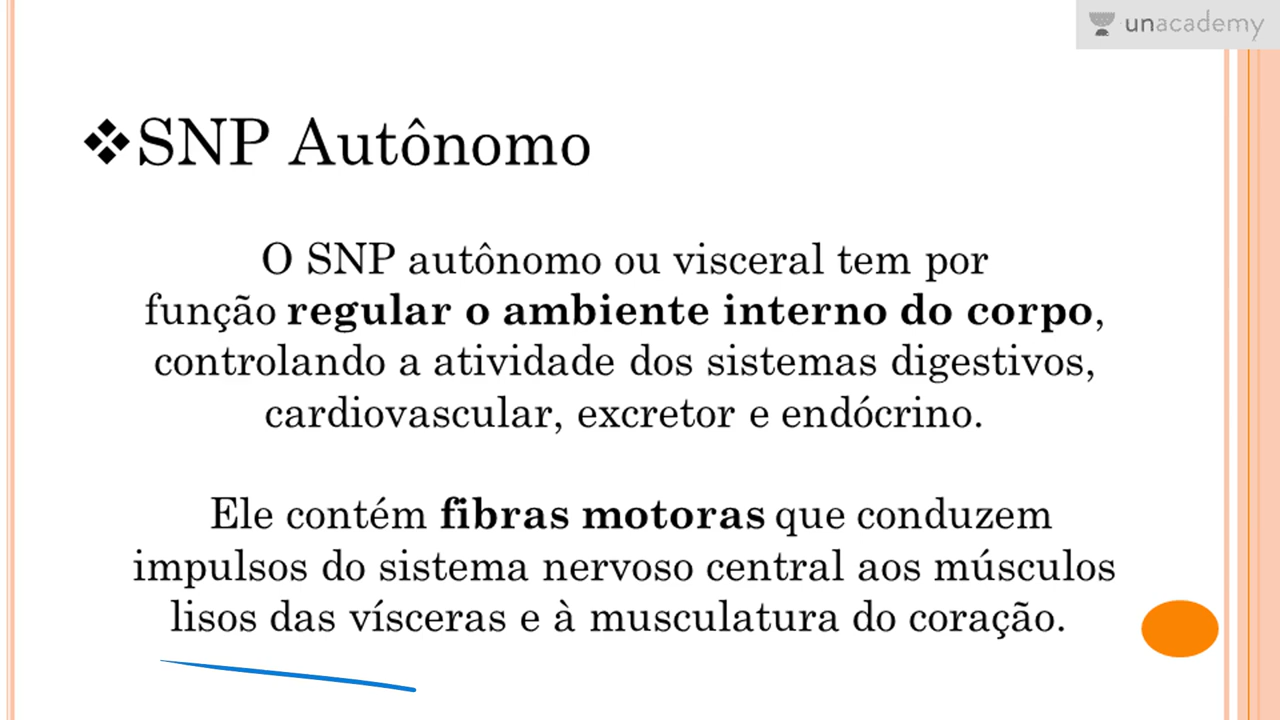 unacademy
❖SNP Autônomo
O SNP autônomo ou visceral tem por
função regular o ambiente interno do corpo,
controlando a atividade dos sistemas digestivos,
cardiovascular, excretor e endócrino.
Ele contém fibras motoras que conduzem
impulsos do sistema nervoso central aos músculos
lisos das vísceras e à musculatura do coração.